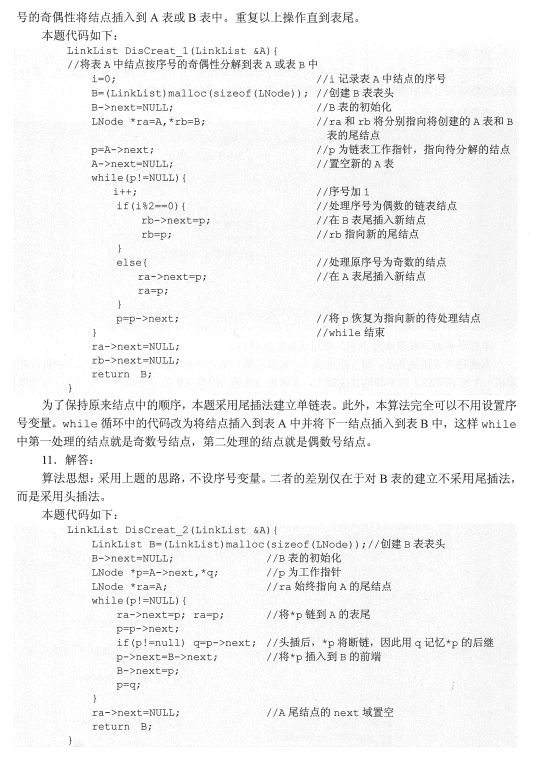 号的奇偶性将结点插入到 A 表或 B 表中。重复以上操作直到表尾。
本题代码如下：
LinkList DisCreat_1(LinkList &A){
//将表 A 中结点按序号的奇偶性分解到表 A 或表 B 中
i=0; //i 记录表 A 中结点的序号
B=(LinkList)malloc(sizeof(LNode)); //创建 B 表表头
B->next=NULL; //B 表的初始化
LNode *ra=A,*rb=B; //ra 和 rb 将分别指向将创建的 A 表和 B
表的尾结点
p=A->next; //p 为链表工作指针，指向待分解的结点
A->next=NULL; //置空新的 A 表
while(p!=NULL){
i++; //序号加 1
if(i%2==0){ //处理序号为偶数的链表结点
rb->next=p; //在 B 表尾插入新结点
rb=p; //rb 指向新的尾结点
}
else{ //处理原序号为奇数的结点
ra->next=p; //在 A 表尾插入新结点
ra=p;
}
p=p->next; //将 p 恢复为指向新的待处理结点
} //while 结束
ra->next=NULL;
rb->next=NULL;
return B;
}
为了保持原来结点中的顺序，本题采用尾插法建立单链表。此外，本算法完全可以不用设置序
号变量。while 循环中的代码改为将结点插入到表 A 中并将下一结点插入到表 B 中，这样 while
中第一处理的结点就是奇数号结点，第二处理的结点就是偶数号结点。
11．解答：
算法思想：采用上题的思路，不设序号变量。二者的差别仅在于对 B 表的建立不采用尾插法，
而是采用头插法。
本题代码如下：
LinkList DisCreat_2(LinkList &A){
LinkList B=(LinkList)malloc(sizeof(LNode));//创建 B 表表头
B->next=NULL; //B 表的初始化
LNode *p=A->next,*q; //p 为工作指针
LNode *ra=A; //ra 始终指向 A 的尾结点
while(p!=NULL){
ra->next=p; ra=p; //将*p 链到 A 的表尾
p=p->next;
if(p!=null) q=p->next; //头插后，*p 将断链，因此用 q 记忆*p 的后继
p->next=B->next; //将*p 插入到 B 的前端
B->next=p;
p=q;
}
ra->next=NULL; //A 尾结点的 next 域置空
return B;
}